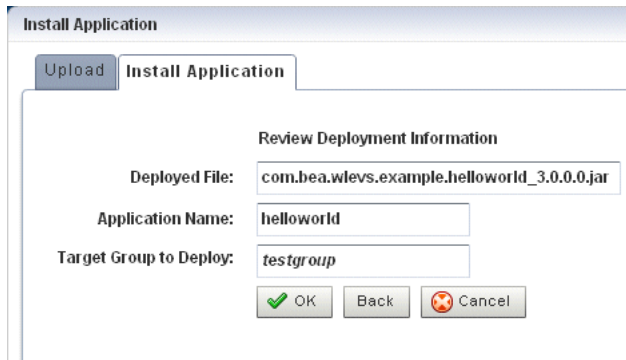 Install Application
Upload Install Application
Review Deployment Information
Deployed File: com.bea.wlevs.example.helloworld_3.0.0.0.jar
Application Name: helloworld
Target Group to Deploy: testgroup
OK Back Cancel